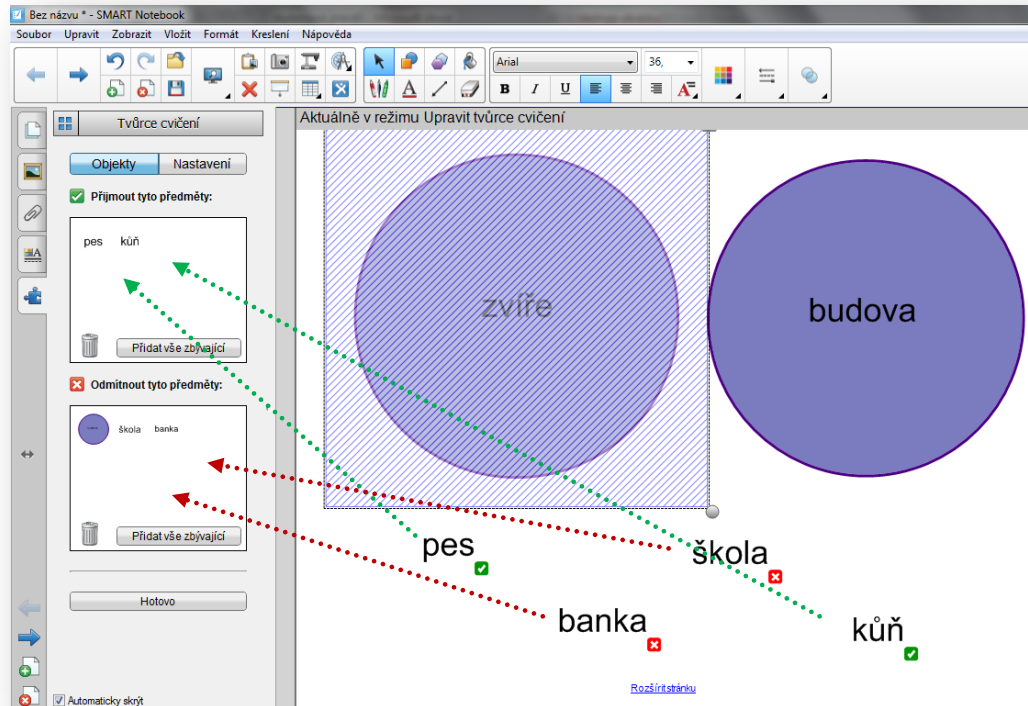 Bez názvu * - SMART Notebook
Soubor Upravit Zobrazit Vložit Formát Kreslení Nápověda
Arial 36,
B I U A
Tvůrce cvičení
Aktuálně v režimu Upravit tvůrce cvičení
Objekty Nastavení
Přijmout tyto předměty:
pes kůň
Přidat vše zbývající
Odmítnout tyto předměty:
škola banka
Přidat vše zbývající
Hotovo
Automaticky skrýt
zvíře
budova
pes
škola
banka
kůň
Rozšířit stránku